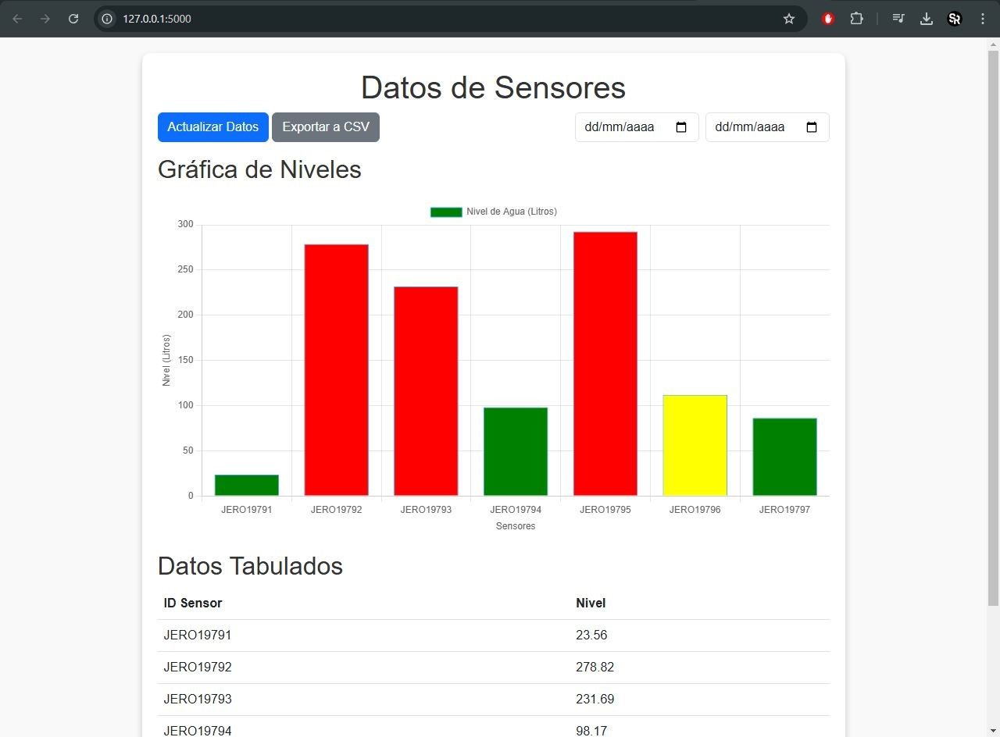 127.0.0.1:5000
SR
Datos de Sensores
Actualizar Datos Exportar a CSV dd/mm/aaaa dd/mm/aaaa
Gráfica de Niveles
Nivel de Agua (Litros)
300
250
200
150
100
50
0
Nivel (Litros)
JERO19791 JERO19792 JERO19793 JERO19794 JERO19795 JERO19796 JERO19797
Sensores
Datos Tabulados
ID Sensor Nivel
JERO19791 23.56
JERO19792 278.82
JERO19793 231.69
JERO19794 98.17